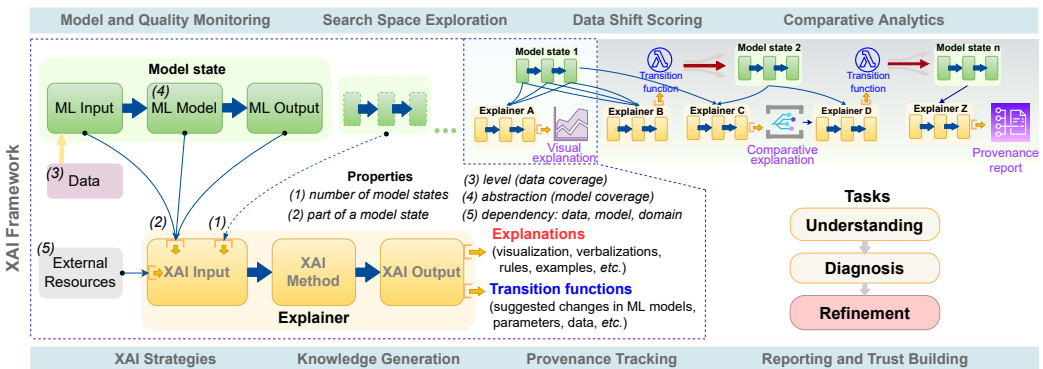 Model and Quality Monitoring
Search Space Exploration
Data Shift Scoring
Comparative Analytics
XAI Framework
Model state
ML Input
(4)
ML Model
ML Output
(3)
Data
(5)
External
Resources
(2)
(1)
Properties
(1) number of model states
(2) part of a model state
(3) level (data coverage)
(4) abstraction (model coverage)
(5) dependency: data, model, domain
XAI Input
XAI
Method
XAI Output
Explainer
Explanations
(visualization, verbalizations,
rules, examples, etc.)
Transition functions
(suggested changes in ML models,
parameters, data, etc.)
Model state 1
Transition
function
Model state 2
Transition
function
Model state n
Explainer A
Explainer B
Explainer C
Explainer D
Explainer Z
Visual
explanation
Comparative
explanation
Provenance
report
Tasks
Understanding
Diagnosis
Refinement
XAI Strategies
Knowledge Generation
Provenance Tracking
Reporting and Trust Building